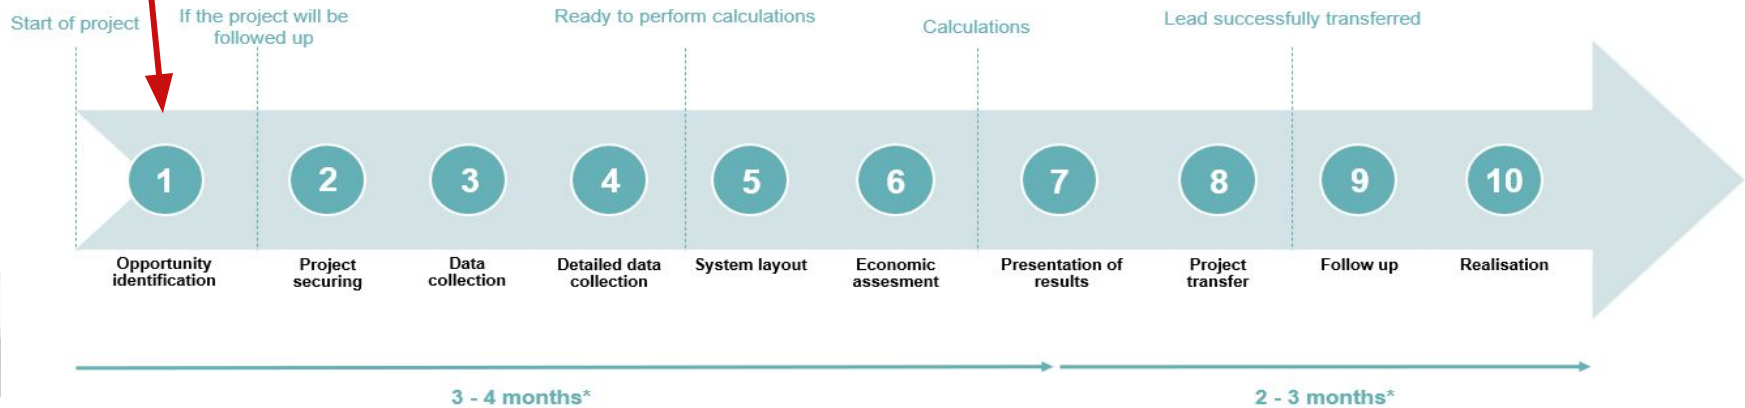 Start of project
If the project will be
followed up
Ready to perform calculations
Calculations
Lead successfully transferred
1
2
3
4
5
6
7
8
9
10
Opportunity
identification
Project
securing
Data
collection
Detailed data
collection
System layout
Economic
assesment
Presentation of
results
Project
transfer
Follow up
Realisation
3 - 4 months*
2 - 3 months*